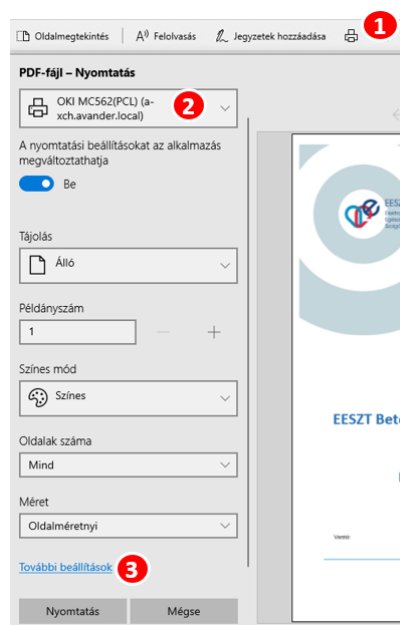 Oldalmegtekintés
Felolvasás
Jegyzetek hozzáadása
1
PDF-fájl – Nyomtatás
OKI MC562(PCL) (a-
xch.avander.local)
2
A nyomtatási beállításokat az alkalmazás
megváltoztathatja
Be
Tájolás
Álló
Példányszám
1
Színes mód
Színes
Oldalak száma
Mind
Méret
Oldalméretnyi
További beállítások
3
Nyomtatás
Mégse
EESZ
EESZT Bet